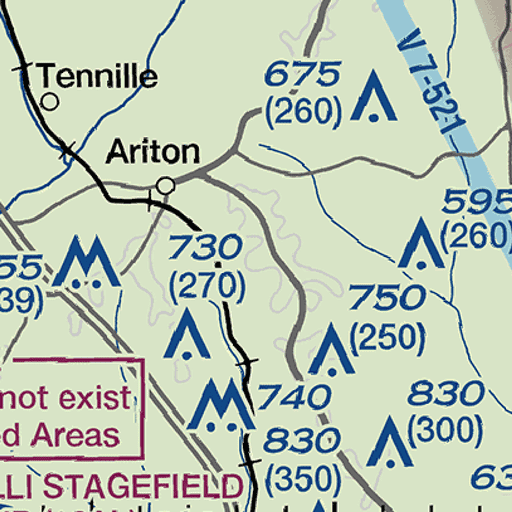 Tennille
675
(260)
V 7-521
Ariton
595
(260)
730
(270)
55
39)
750
(250)
not exist
ed Areas
740
830
(350)
830
(300)
63
LLI STAGEFIELD